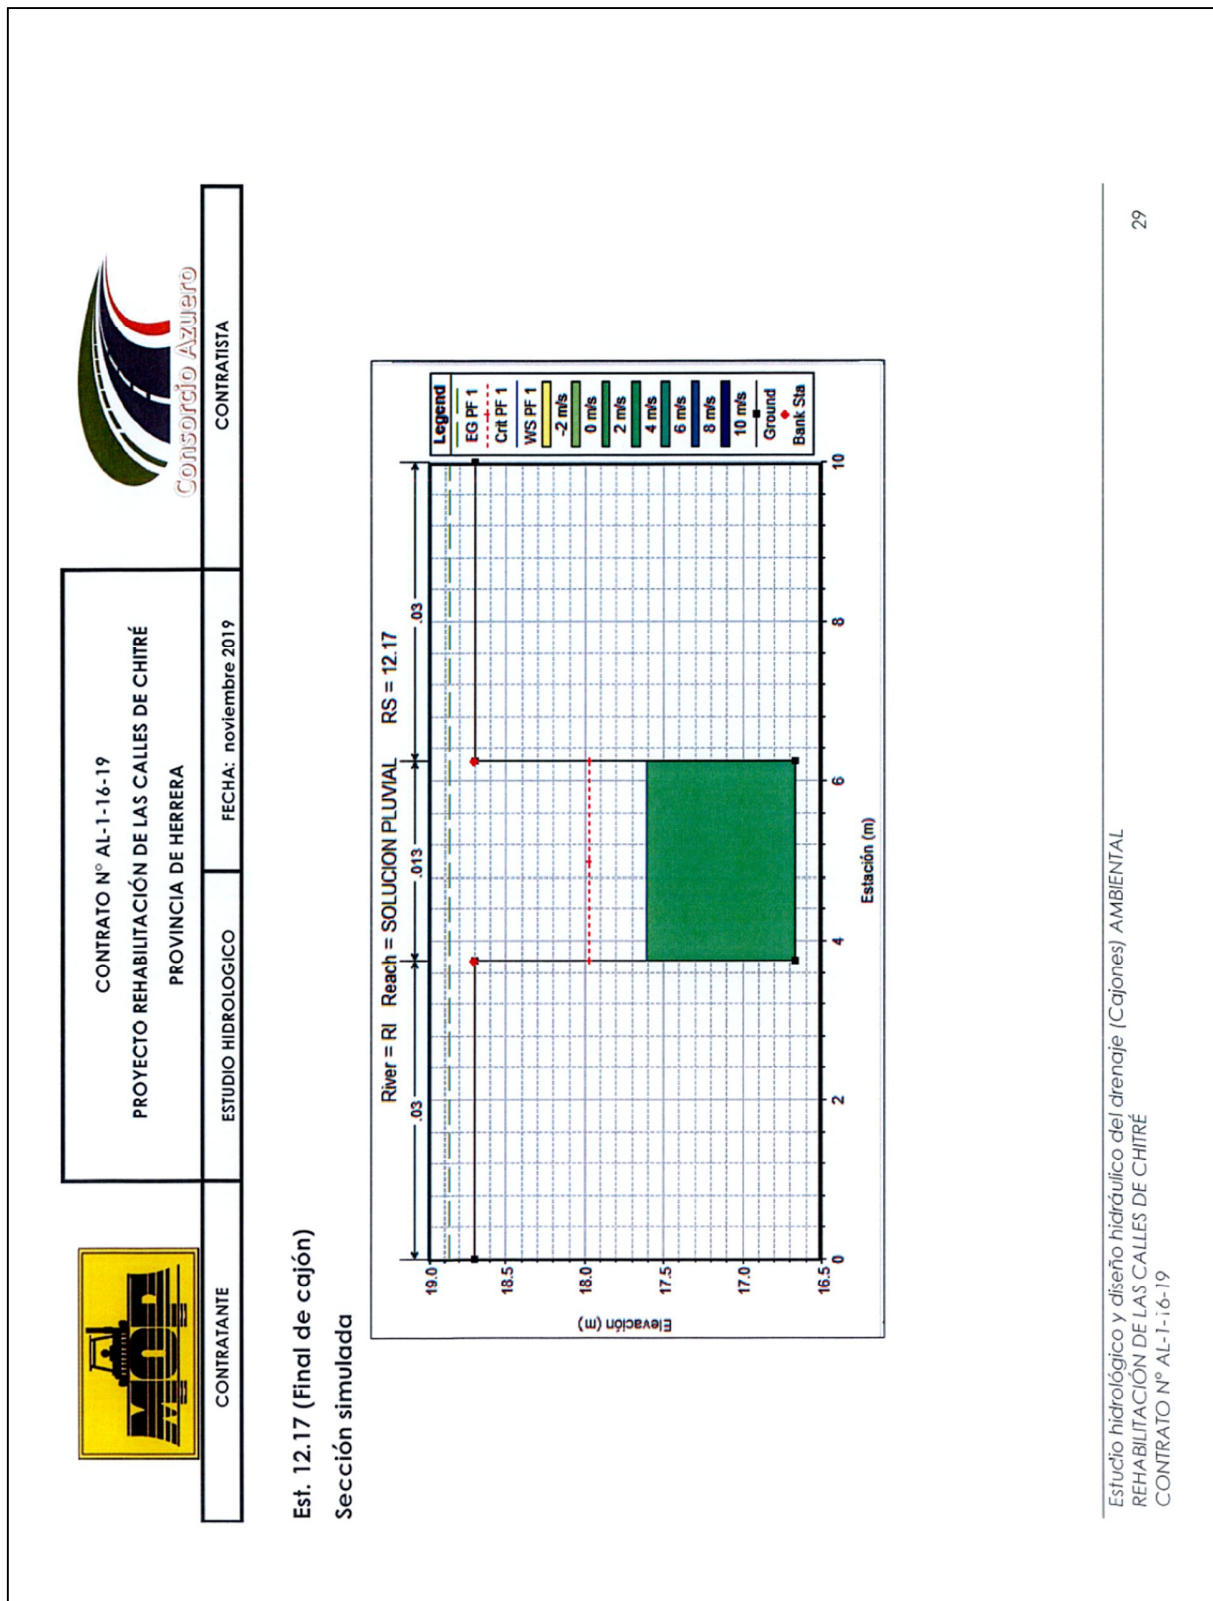 MOP
CONTRATO N° AL-1-16-19
PROYECTO REHABILITACIÓN DE LAS CALLES DE CHITRÉ
PROVINCIA DE HERRERA
Consorcio Azuero
CONTRATANTE
ESTUDIO HIDROLOGICO
FECHA: noviembre 2019
CONTRATISTA
Est. 12.17 (Final de cajón)
Sección simulada
River = RI Reach = SOLUCION PLUVIAL RS = 12.17
.03
.013
.03
19.0
18.5
18.0
17.5
17.0
16.5
Elevación (m)
0
2
4
6
8
10
Estación (m)
Legend
EG PF 1
Crit PF 1
WS PF 1
-2 m/s
0 m/s
2 m/s
4 m/s
6 m/s
8 m/s
10 m/s
Ground
Bank Sta
Estudio hidrológico y diseño hidráulico del drenaje (Cajones) AMBIENTAL
REHABILITACIÓN DE LAS CALLES DE CHITRÉ
CONTRATO N° AL-1-16-19
29